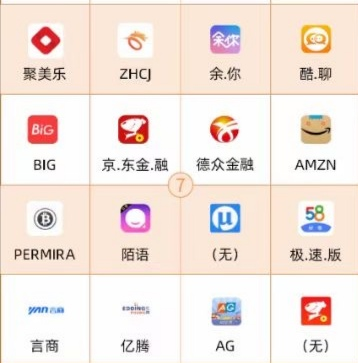 聚美乐 ZHCJ 余.你 酷.聊
余你
BIG
BIG 京.东金.融 德众金融 AMZN
7
58
PERMIRA 陌语 （无） 极.速.版
YAN 言商 EDDING
言商 亿腾 AG （无）